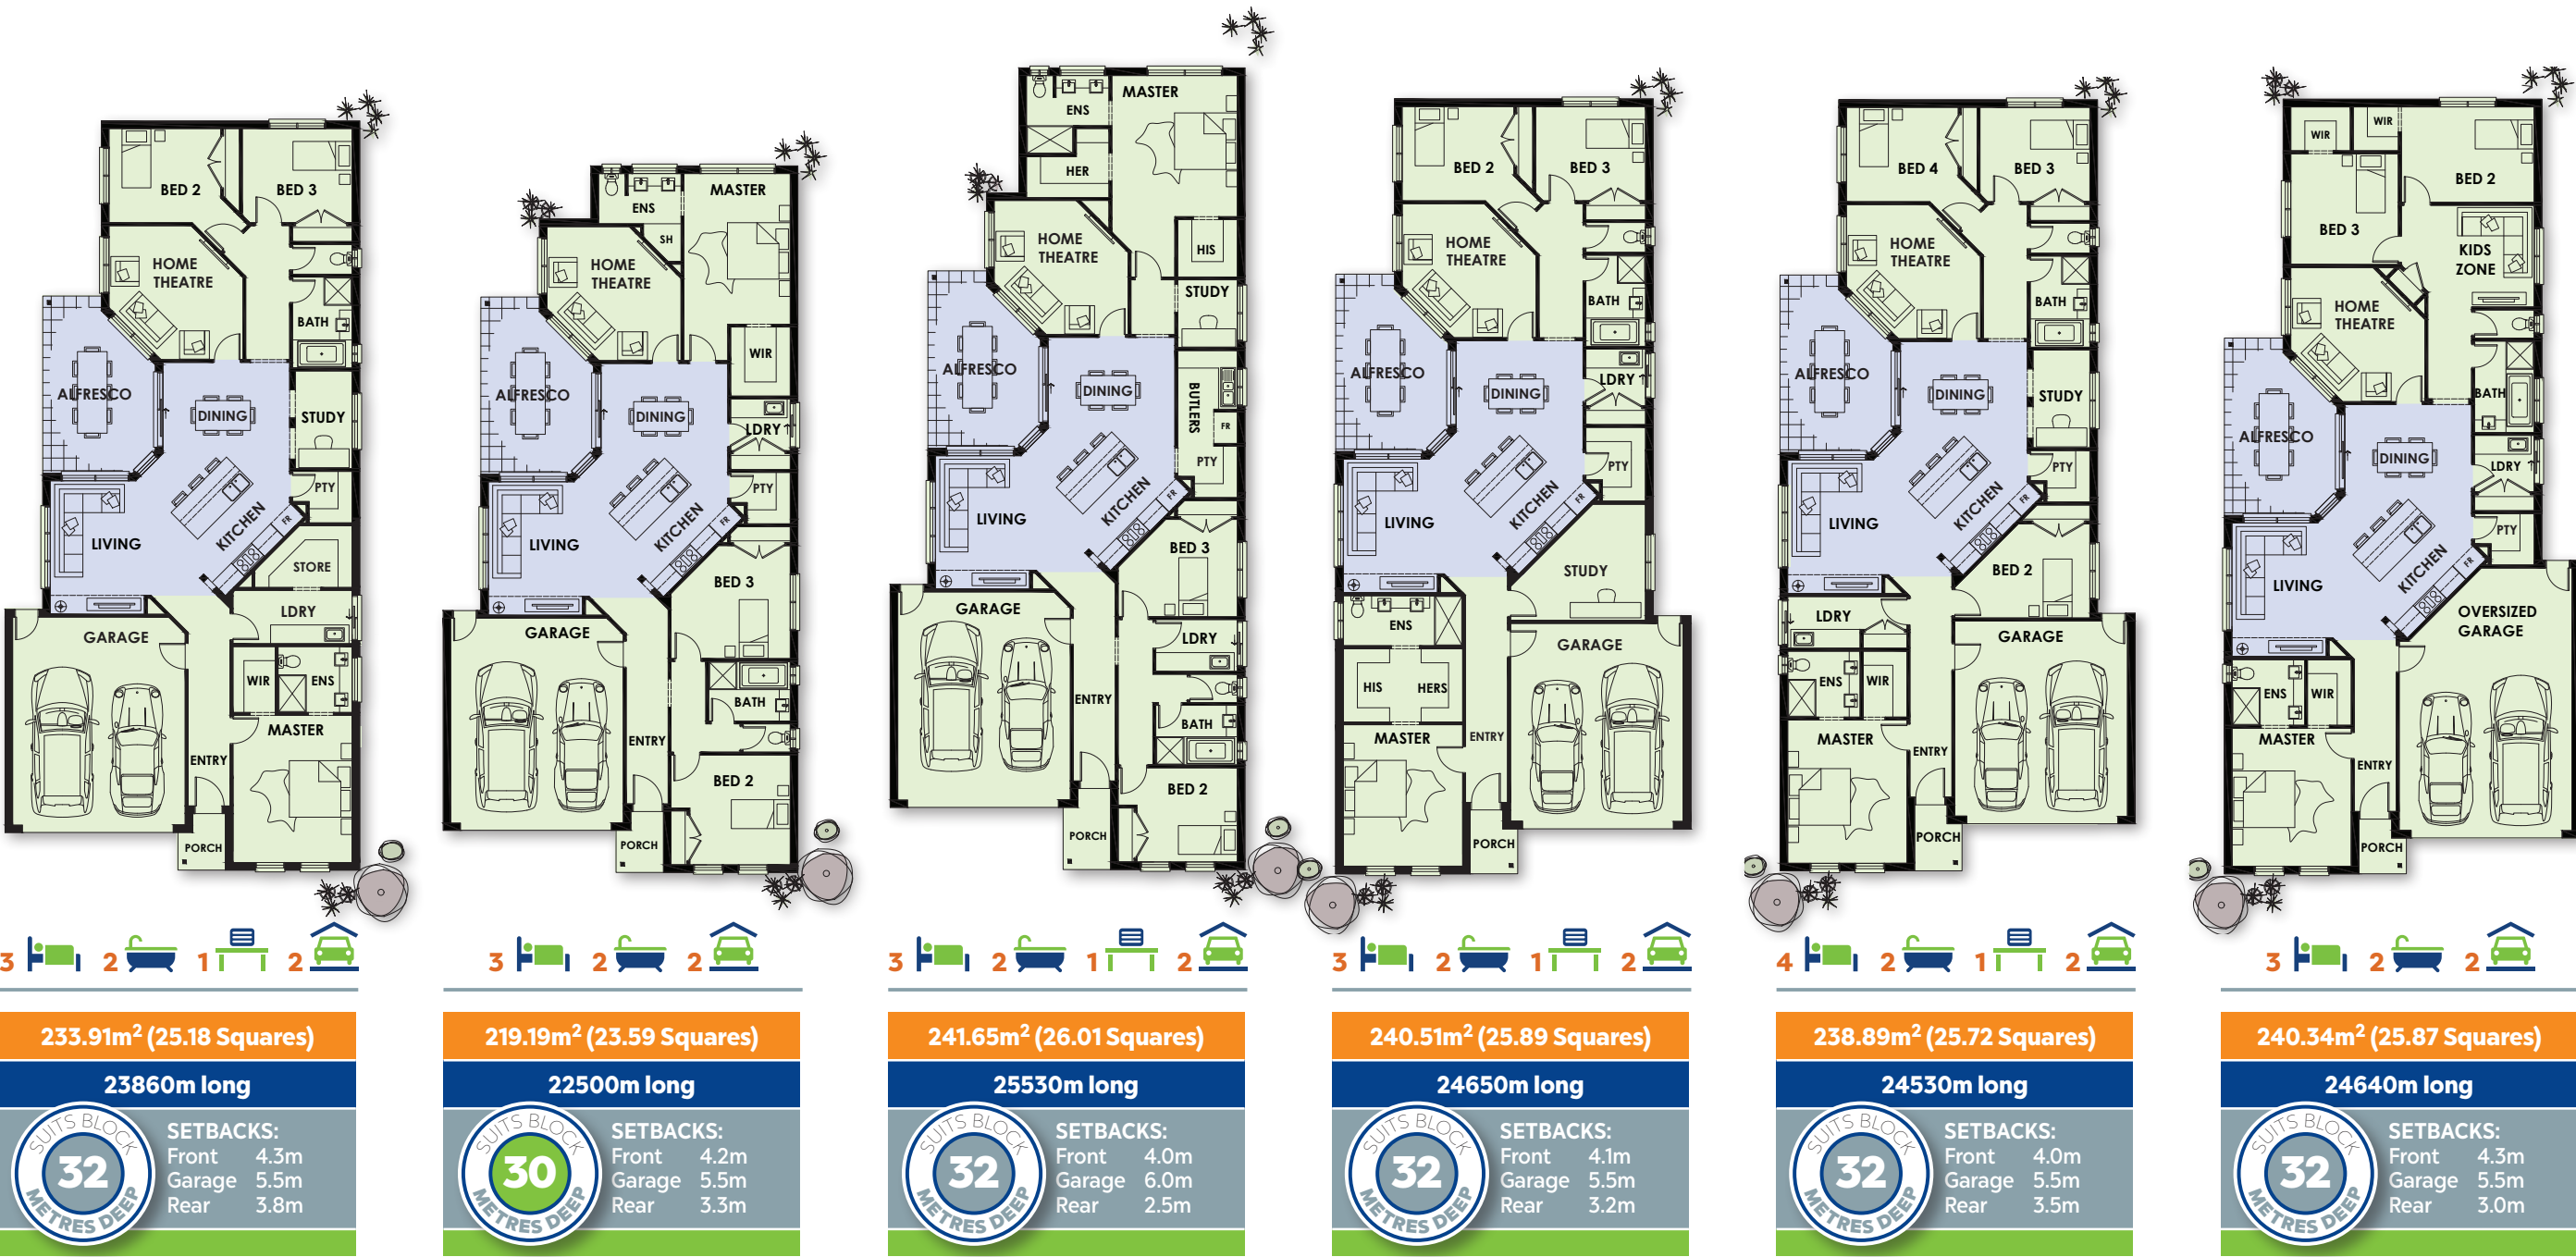 BED 2
BED 3
HOME
THEATRE
BATH
ALFRESCO
DINING
STUDY
PTY
KITCHEN
FR
LIVING
STORE
LDRY
GARAGE
WIR
ENS
MASTER
ENTRY
PORCH
3
2
1
2
233.91m² (25.18 Squares)
23860m long
SUITS BLOCK
32
METRES DEEP
SETBACKS:
Front 4.3m
Garage 5.5m
Rear 3.8m
MASTER
ENS
SH
HOME
THEATRE
WIR
ALFRESCO
DINING
LDRY
PTY
KITCHEN
FR
LIVING
BED 3
GARAGE
BATH
ENTRY
BED 2
PORCH
3
2
2
219.19m² (23.59 Squares)
22500m long
SUITS BLOCK
30
METRES DEEP
SETBACKS:
Front 4.2m
Garage 5.5m
Rear 3.3m
MASTER
ENS
HER
HOME
THEATRE
HIS
STUDY
ALFRESCO
DINING
BUTLERS
FR
PTY
KITCHEN
FR
LIVING
BED 3
GARAGE
LDRY
ENTRY
BATH
BED 2
PORCH
3
2
1
2
241.65m² (26.01 Squares)
25530m long
SUITS BLOCK
32
METRES DEEP
SETBACKS:
Front 4.0m
Garage 6.0m
Rear 2.5m
BED 2
BED 3
HOME
THEATRE
BATH
ALFRESCO
LDRY
DINING
PTY
KITCHEN
FR
LIVING
STUDY
ENS
GARAGE
HIS
HERS
MASTER
ENTRY
PORCH
3
2
1
2
240.51m² (25.89 Squares)
24650m long
SUITS BLOCK
32
METRES DEEP
SETBACKS:
Front 4.1m
Garage 5.5m
Rear 3.2m
BED 4
BED 3
HOME
THEATRE
BATH
ALFRESCO
DINING
STUDY
PTY
KITCHEN
FR
LIVING
BED 2
LDRY
GARAGE
ENS
WIR
MASTER
ENTRY
PORCH
4
2
1
2
238.89m² (25.72 Squares)
24530m long
SUITS BLOCK
32
METRES DEEP
SETBACKS:
Front 4.0m
Garage 5.5m
Rear 3.5m
WIR
WIR
BED 2
BED 3
KIDS
ZONE
HOME
THEATRE
BATH
ALFRESCO
DINING
LDRY
PTY
KITCHEN
FR
LIVING
OVERSIZED
GARAGE
ENS
WIR
MASTER
ENTRY
PORCH
3
2
2
240.34m² (25.87 Squares)
24640m long
SUITS BLOCK
32
METRES DEEP
SETBACKS:
Front 4.3m
Garage 5.5m
Rear 3.0m